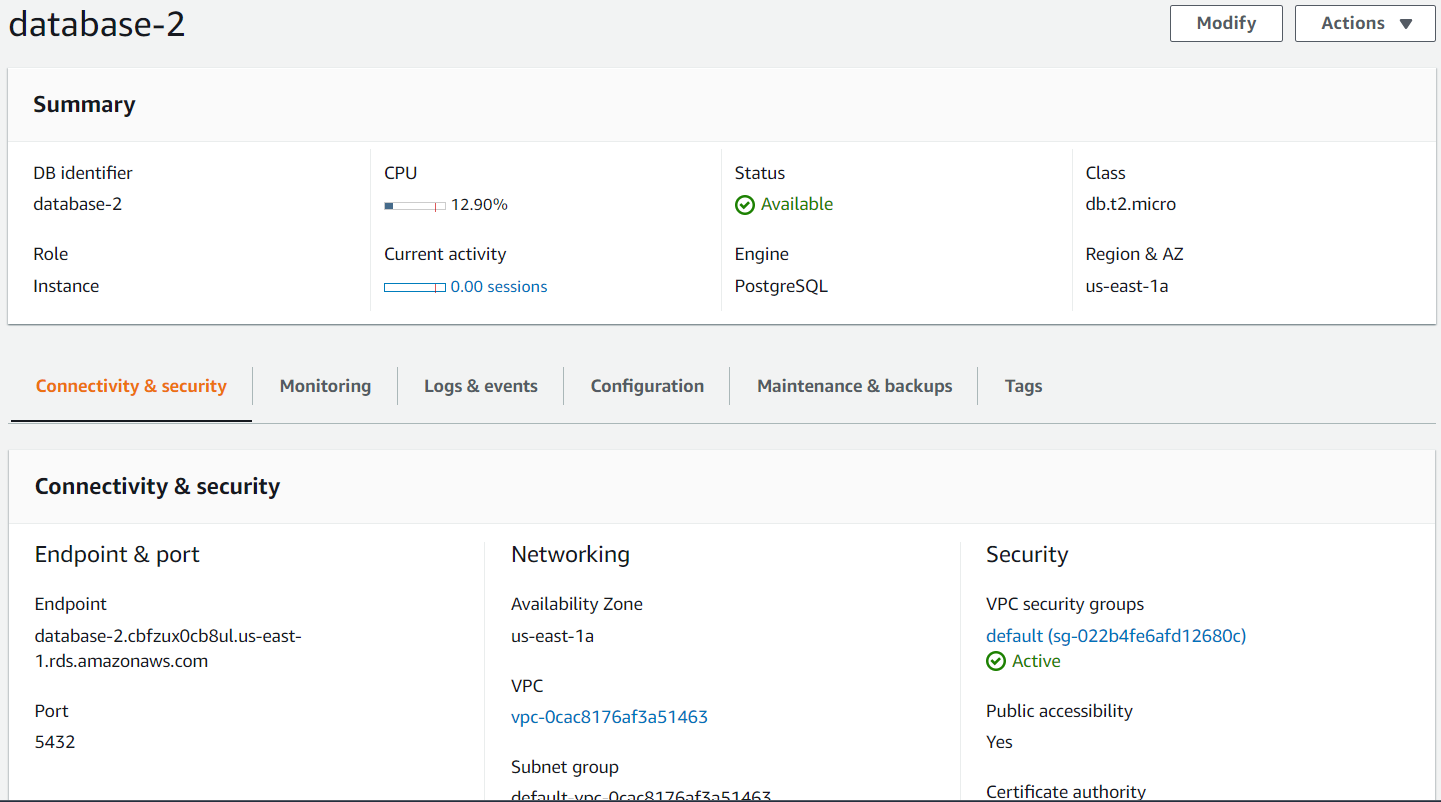 database-2
Modify
Actions
Summary
DB identifier
database-2
CPU
12.90%
Status
Available
Class
db.t2.micro
Role
Instance
Current activity
0.00 sessions
Engine
PostgreSQL
Region & AZ
us-east-1a
Connectivity & security
Monitoring
Logs & events
Configuration
Maintenance & backups
Tags
Connectivity & security
Endpoint & port
Endpoint
database-2.cbfzux0cb8ul.us-east-
1.rds.amazonaws.com
Port
5432
Networking
Availability Zone
us-east-1a
VPC
vpc-0cac8176af3a51463
Subnet group
default-vpc-0cac8176af3a51463
Security
VPC security groups
default (sg-022b4fe6afd12680c)
Active
Public accessibility
Yes
Certificate authority